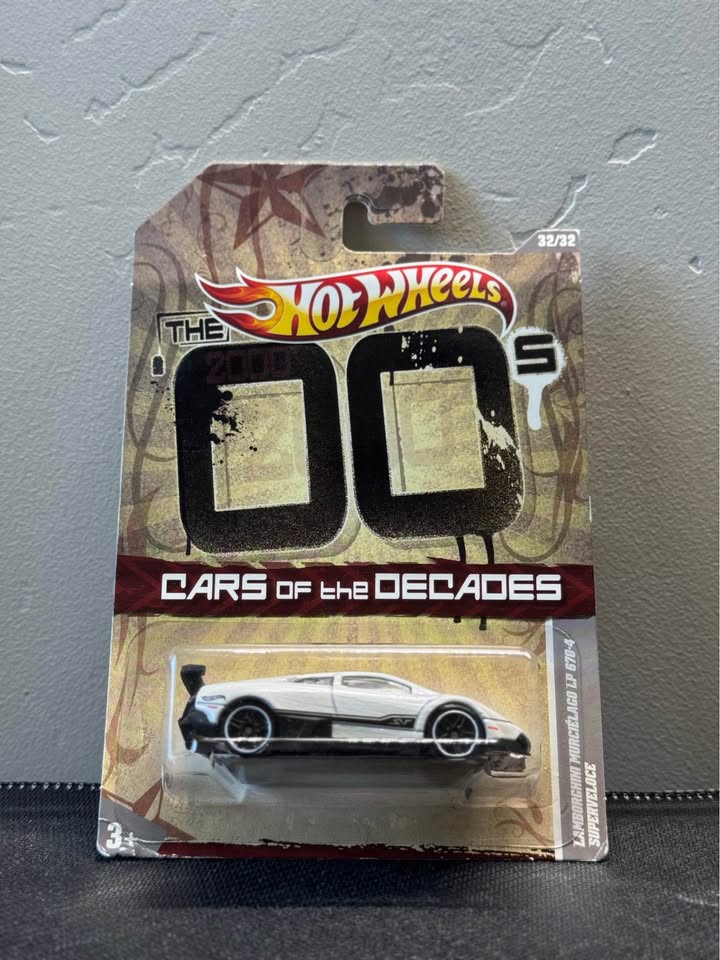 32/32
HOT WHEELS
THE
2000
00s
CARS OF the DECADES
SV
LAMBORGHINI MURCIÉLAGO LP 670-4
SUPERVELOCE
3+